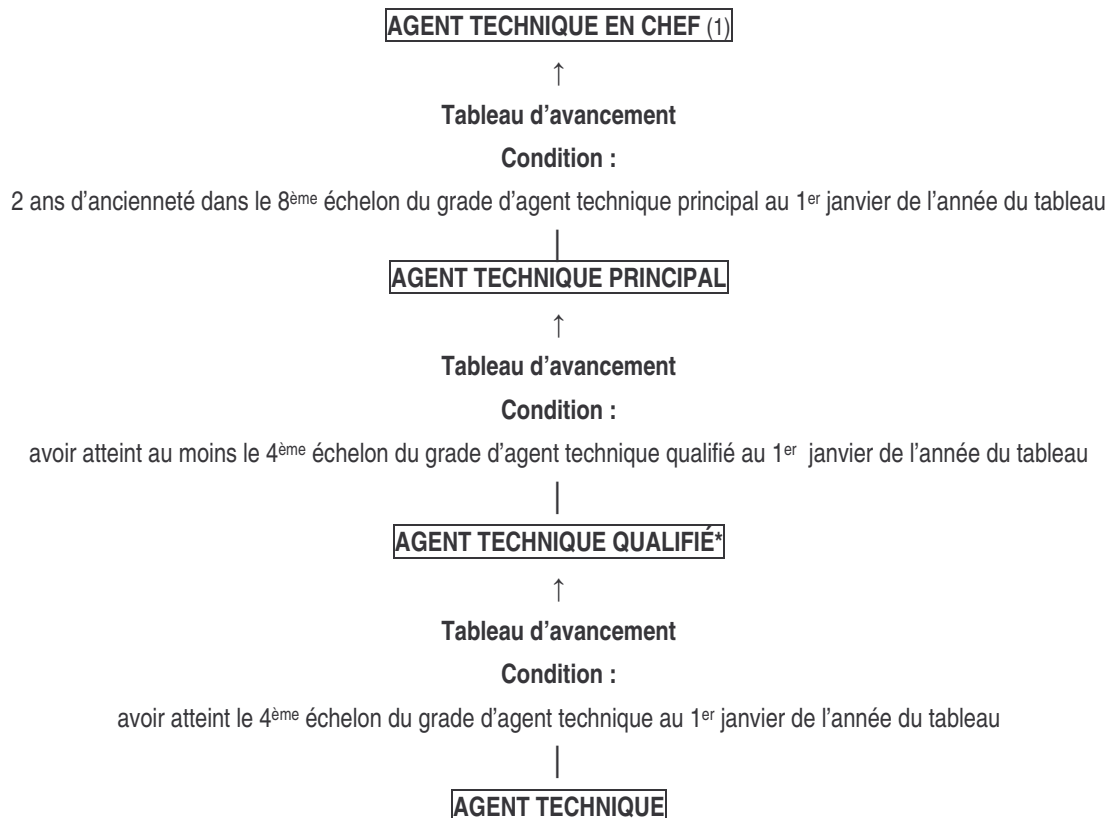 AGENT TECHNIQUE EN CHEF (1)
↑
Tableau d’avancement
Condition :
2 ans d’ancienneté dans le 8ème échelon du grade d’agent technique principal au 1er janvier de l’année du tableau
|
AGENT TECHNIQUE PRINCIPAL
↑
Tableau d’avancement
Condition :
avoir atteint au moins le 4ème échelon du grade d’agent technique qualifié au 1er janvier de l’année du tableau
|
AGENT TECHNIQUE QUALIFIÉ*
↑
Tableau d’avancement
Condition :
avoir atteint le 4ème échelon du grade d’agent technique au 1er janvier de l’année du tableau
|
AGENT TECHNIQUE